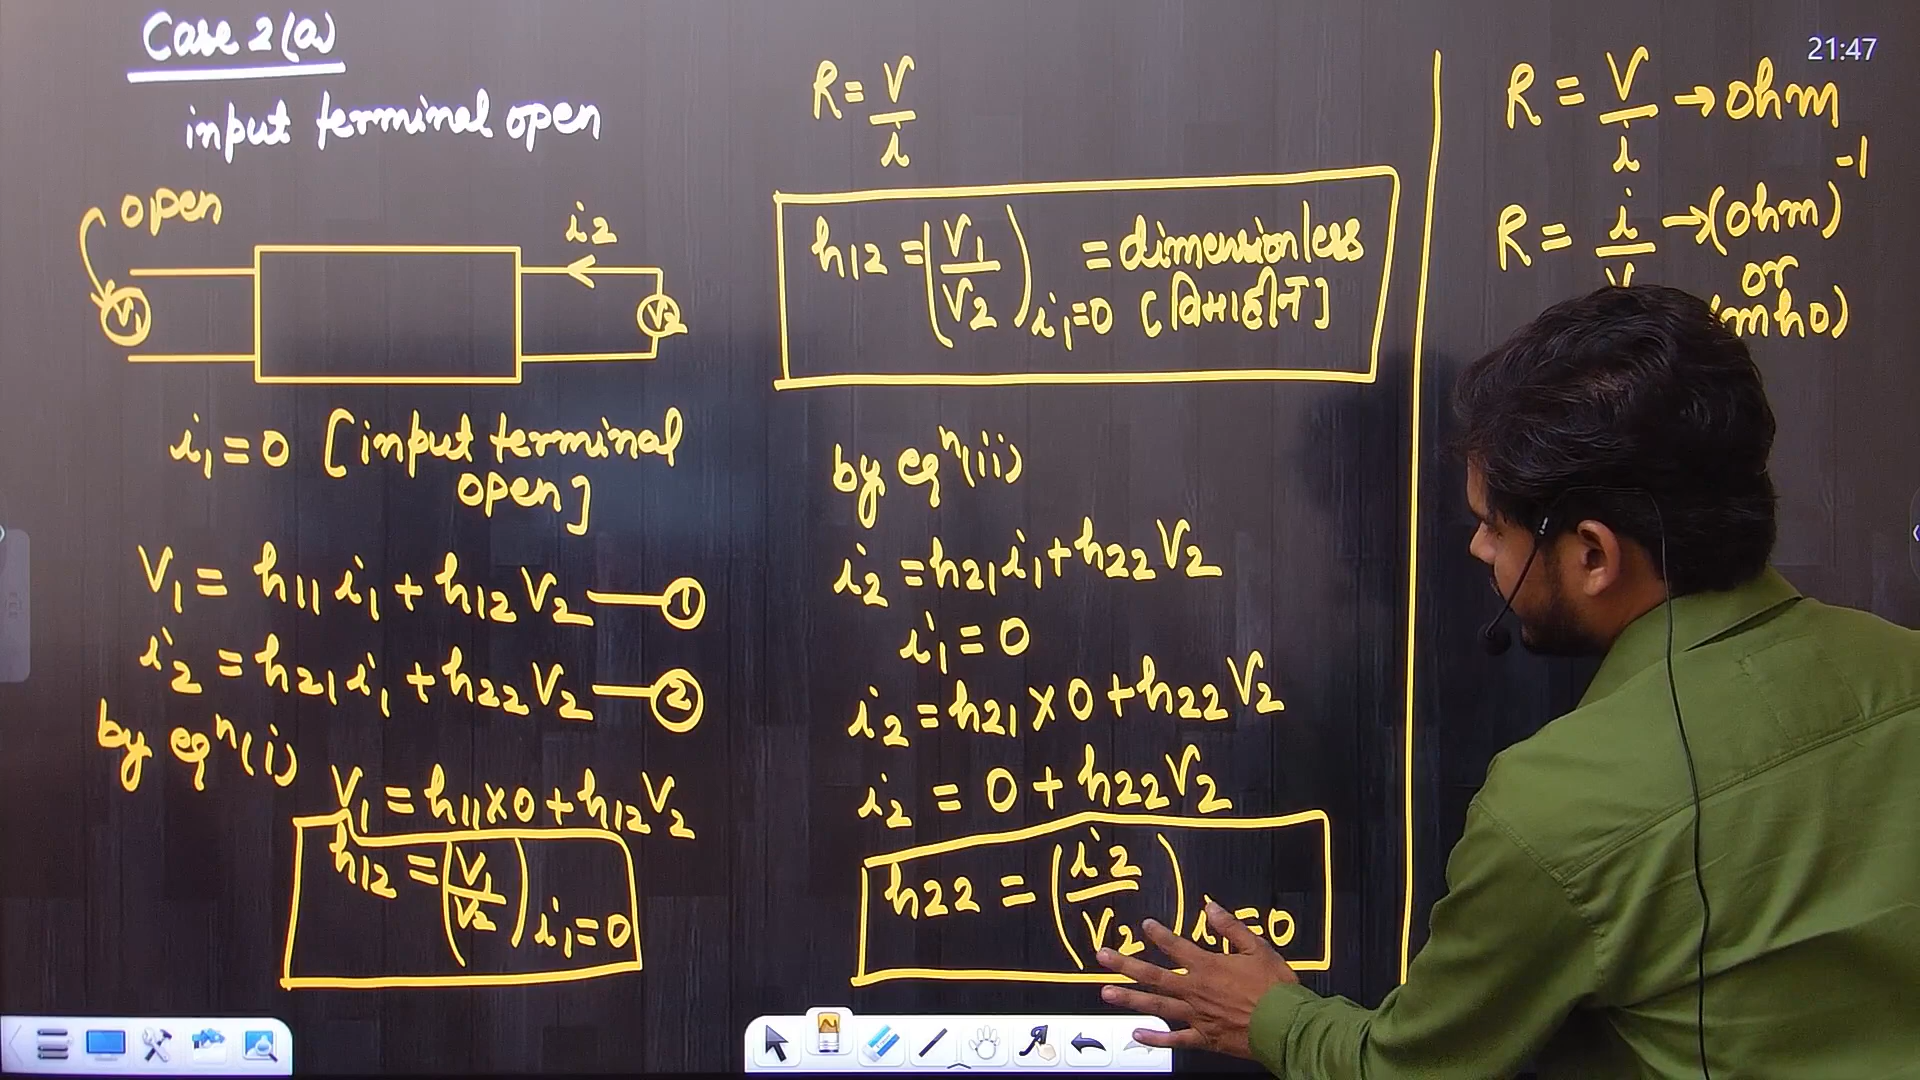 Case 2(a)
input terminal open
open
i2
V1
V2
i1 = 0 [input terminal
open]
V1 = h11 i1 + h12 V2 — ①
i2 = h21 i1 + h22 V2 — ②
by eqn(i)
V1 = h11×0 + h12 V2
h12 = (V1/V2) i1=0
R = V/i
h12 = (V1/V2) i1=0 = dimensionless
[विमाहीन]
by eqn(ii)
i2 = h21 i1 + h22 V2
i1 = 0
i2 = h21 × 0 + h22 V2
i2 = 0 + h22 V2
h22 = (i2/V2) i1=0
21:47
R = V/i → ohm
R = i/V → (ohm)⁻¹
or
(mho)